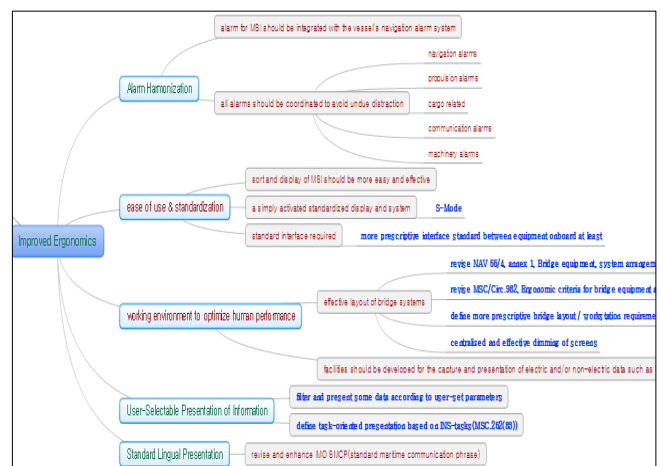 alarm for MSI should be integrated with the vessel's navigation alarm system
Alarm Harmonization
all alarms should be coordinated to avoid undue distraction
navigation alarms
propulsion alarms
cargo related
communication alarms
machinery alarms
Improved Ergonomics
ease of use & standardization
sort and display of MSI should be more easy and effective
a simply activated standardized display and system
S-Mode
standard interface required
more prescriptive interface standard between equipment onboard at least
working environment to optimize human performance
effective layout of bridge systems
revise NAV 55/4, annex 1, Bridge equipment, system arrangem
revise MSC/Circ.982, Ergonomic criteria for bridge equipment a
define more prescriptive bridge layout / workstation requireme
centralised and effective dimming of screens
facilities should be developed for the capture and presentation of electric and/or non-electric data such as
User-Selectable Presentation of Information
filter and present some data according to user-set parameters
define task-oriented presentation based on INS-tasks(MSC.252(83))
Standard Lingual Presentation
revise and enhance IMO SMCP(standard maritime communication phrase)